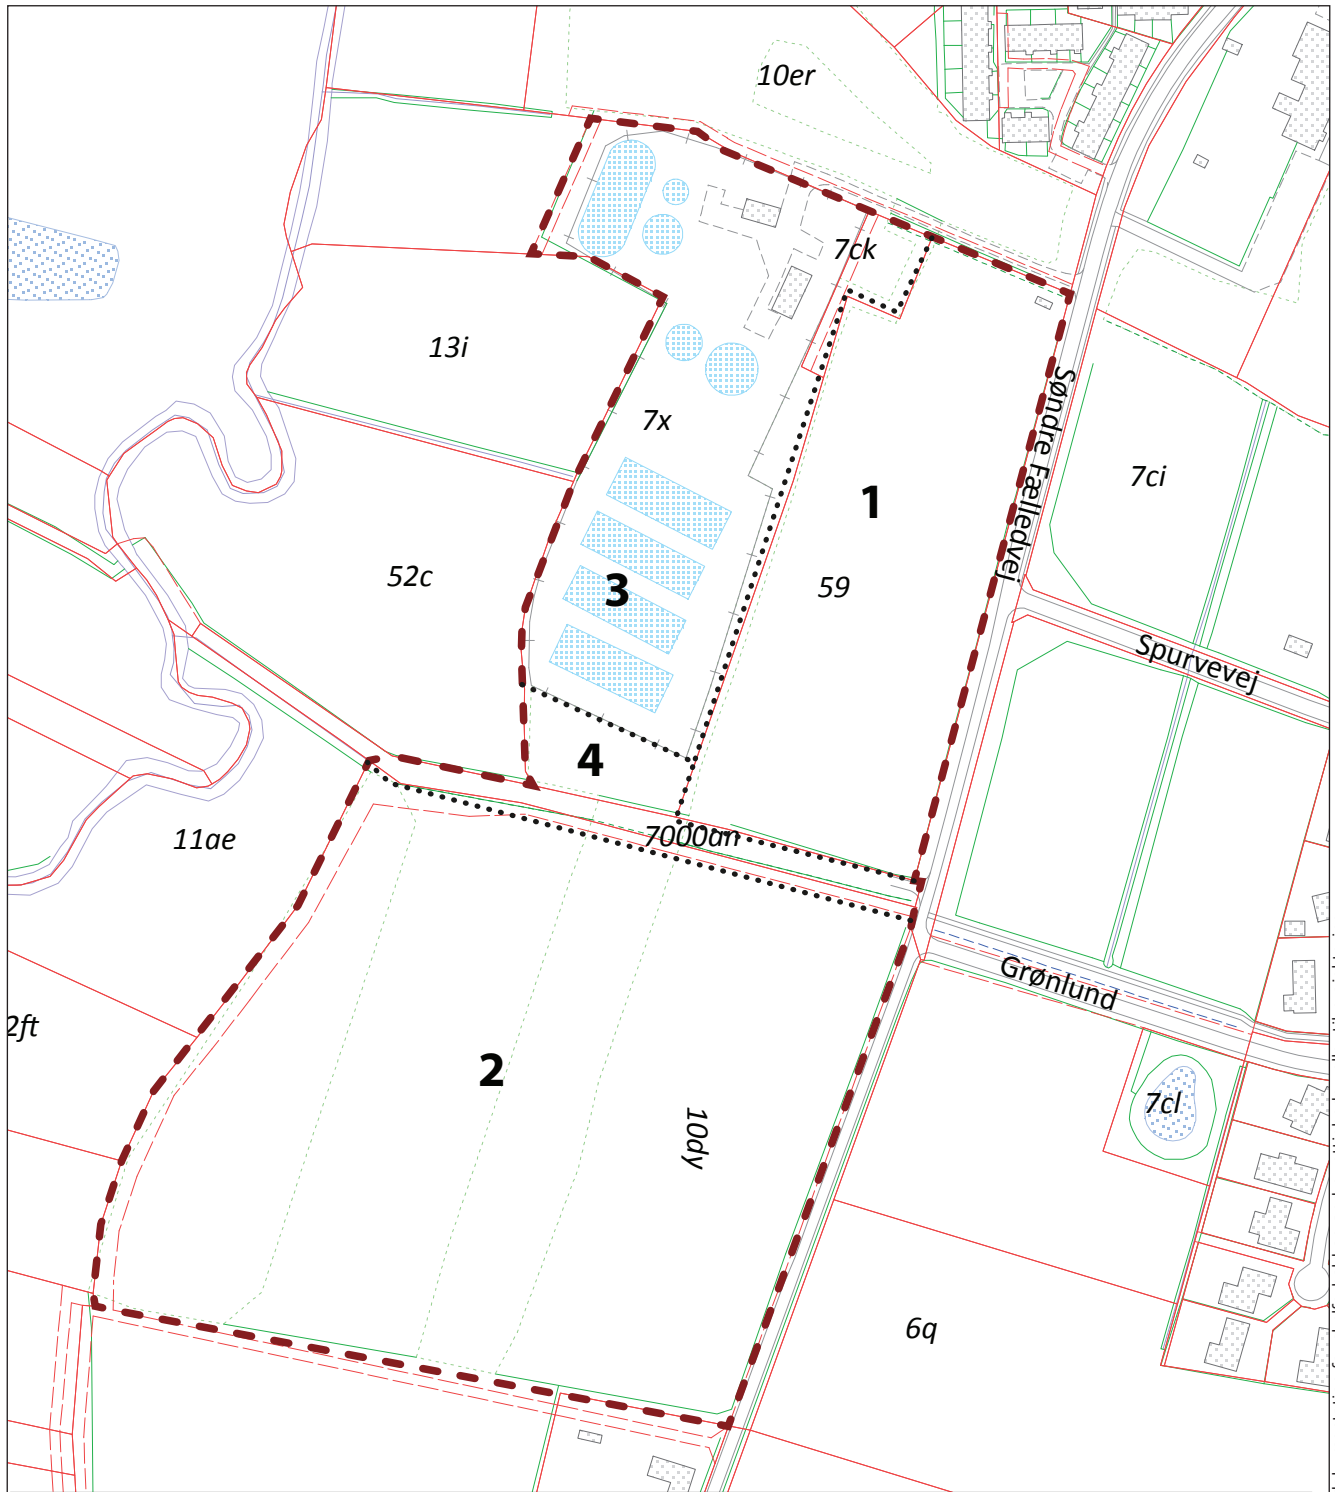 10er
7ck
13i
7x
Søndre Fælledvej
7ci
1
52c
3
59
Spurvevej
4
11ae
7000an
Grønlund
2ft
2
7cl
10dy
6q